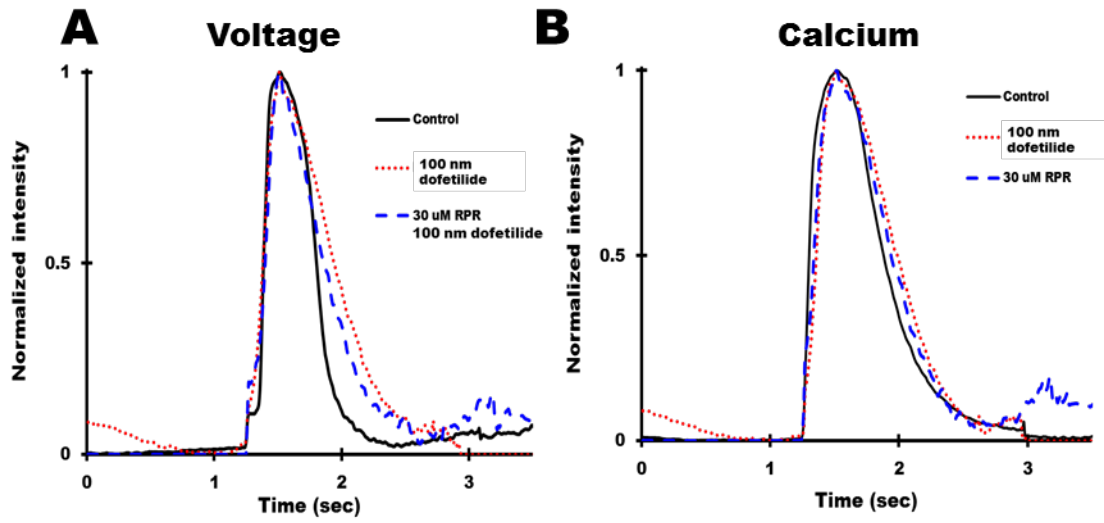 A
Voltage
Normalized intensity
1
0.5
0
0
1
2
3
Time (sec)
Control
100 nm
dofetilide
30 uM RPR
100 nm dofetilide
B
Calcium
Normalized intensity
1
0.5
0
0
1
2
3
Time (sec)
Control
100 nm
dofetilide
30 uM RPR